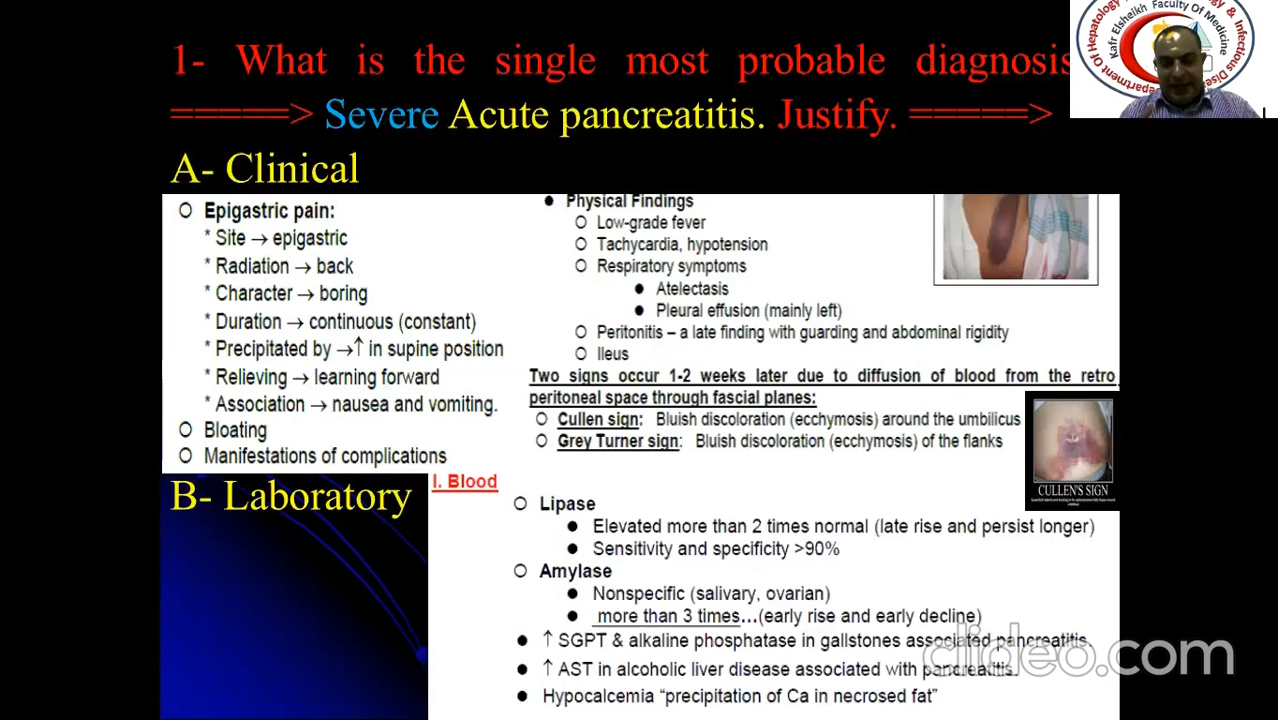 1- What is the single most probable diagnosis
=====> Severe Acute pancreatitis. Justify. =====>
A- Clinical
O Epigastric pain:
* Site → epigastric
* Radiation → back
* Character → boring
* Duration → continuous (constant)
* Precipitated by →↑ in supine position
* Relieving → learning forward
* Association → nausea and vomiting.
O Bloating
O Manifestations of complications
● Physical Findings
O Low-grade fever
O Tachycardia, hypotension
O Respiratory symptoms
● Atelectasis
● Pleural effusion (mainly left)
O Peritonitis – a late finding with guarding and abdominal rigidity
O Ileus
Two signs occur 1-2 weeks later due to diffusion of blood from the retro
peritoneal space through fascial planes:
O Cullen sign: Bluish discoloration (ecchymosis) around the umbilicus
O Grey Turner sign: Bluish discoloration (ecchymosis) of the flanks
CULLEN'S SIGN
B- Laboratory
I. Blood
O Lipase
● Elevated more than 2 times normal (late rise and persist longer)
● Sensitivity and specificity >90%
O Amylase
● Nonspecific (salivary, ovarian)
● more than 3 times…(early rise and early decline)
● ↑ SGPT & alkaline phosphatase in gallstones associated pancreatitis.
● ↑ AST in alcoholic liver disease associated with pancreatitis.
● Hypocalcemia “precipitation of Ca in necrosed fat”
clideo.com
Kafr Elsheikh Faculty Of Medicine
Department Of Hepatology
& Infectious